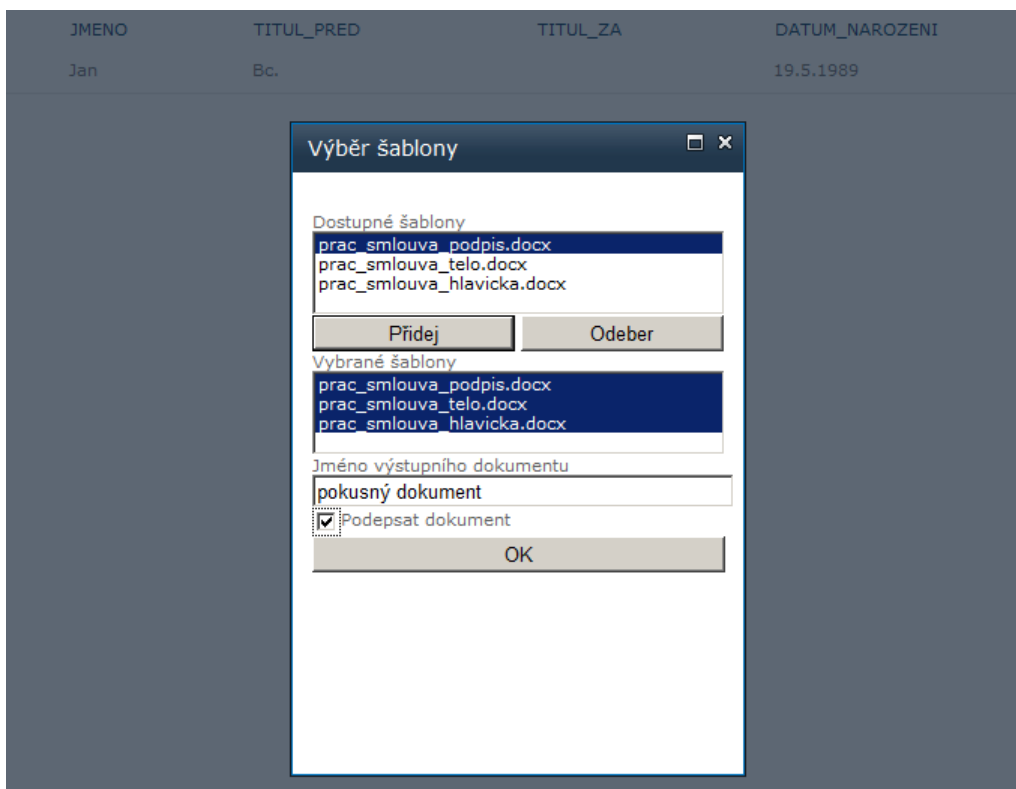 JMENO TITUL_PRED TITUL_ZA DATUM_NAROZENI
Jan Bc. 19.5.1989
Výběr šablony
Dostupné šablony
prac_smlouva_podpis.docx
prac_smlouva_telo.docx
prac_smlouva_hlavicka.docx
Přidej Odeber
Vybrané šablony
prac_smlouva_podpis.docx
prac_smlouva_telo.docx
prac_smlouva_hlavicka.docx
Jméno výstupního dokumentu
pokusný dokument
Podepsat dokument
OK